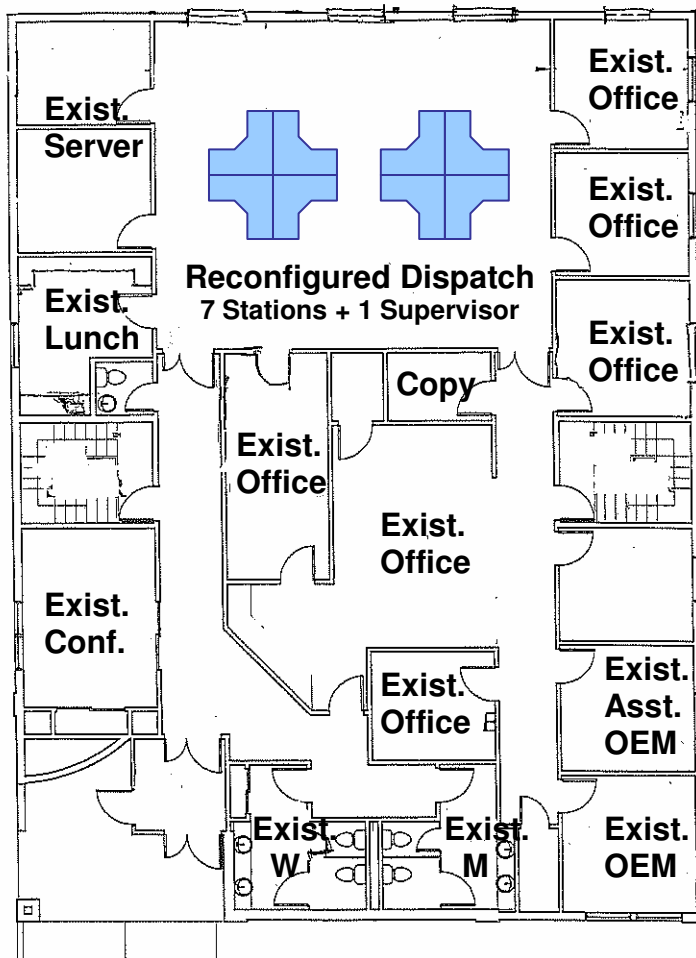 Exist.
Office
Exist.
Server
Exist.
Office
Reconfigured Dispatch
7 Stations + 1 Supervisor
Exist.
Lunch
Exist.
Office
Copy
Exist.
Office
Exist.
Office
Exist.
Conf.
Exist.
Office
Exist.
Asst.
OEM
Exist.
W
Exist.
M
Exist.
OEM